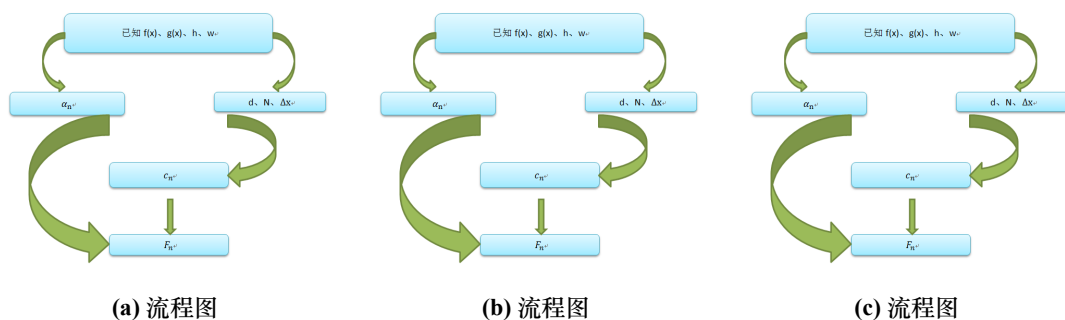 已知 f(x)、g(x)、h、w
已知 f(x)、g(x)、h、w
已知 f(x)、g(x)、h、w
αn
d、N、Δx
αn
d、N、Δx
αn
d、N、Δx
cn
cn
cn
Fn
Fn
Fn
(a) 流程图
(b) 流程图
(c) 流程图